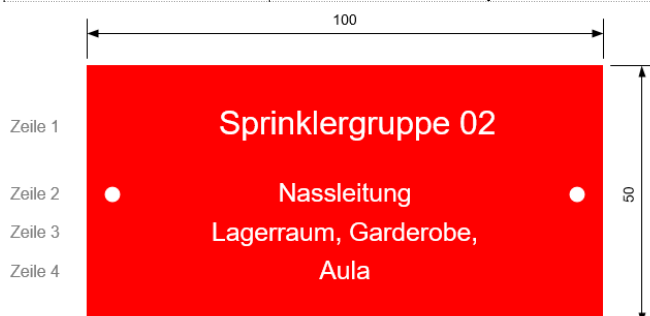 100
Zeile 1 Sprinklergruppe 02
Zeile 2 Nassleitung
50
Zeile 3 Lagerraum, Garderobe,
Zeile 4 Aula